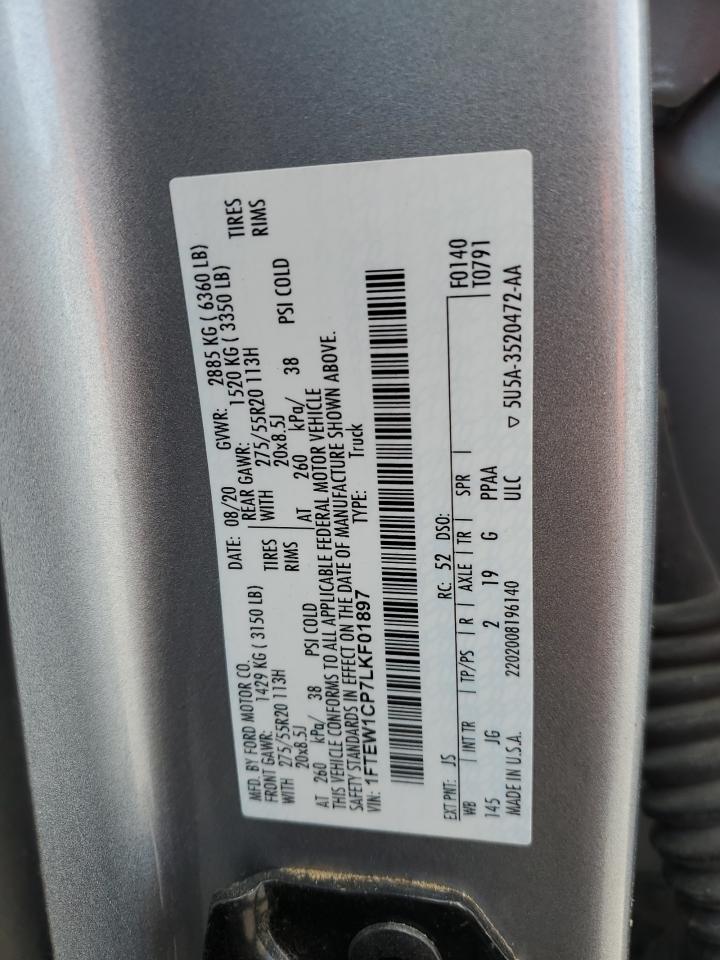 MFD. BY FORD MOTOR CO. DATE: 08/20 GVWR: 2885 KG ( 6360 LB)
FRONT GAWR: 1429 KG ( 3150 LB) REAR GAWR: 1520 KG ( 3350 LB)
WITH 275/55R20 113H TIRES WITH 275/55R20 113H TIRES
20x8.5J RIMS 20x8.5J RIMS
AT 260 kPa/ 38 PSI COLD AT 260 kPa/ 38 PSI COLD
THIS VEHICLE CONFORMS TO ALL APPLICABLE FEDERAL MOTOR VEHICLE
SAFETY STANDARDS IN EFFECT ON THE DATE OF MANUFACTURE SHOWN ABOVE.
VIN: 1FTEW1CP7LKF01897 TYPE: Truck
F0140
EXT PNT: JS RC: 52 DSO: T0791
WB INT TR TP/PS R AXLE TR SPR
145 JG 2 19 G PPAA
MADE IN U.S.A. 2202008196140 ULC ▽ 5U5A-3520472-AA